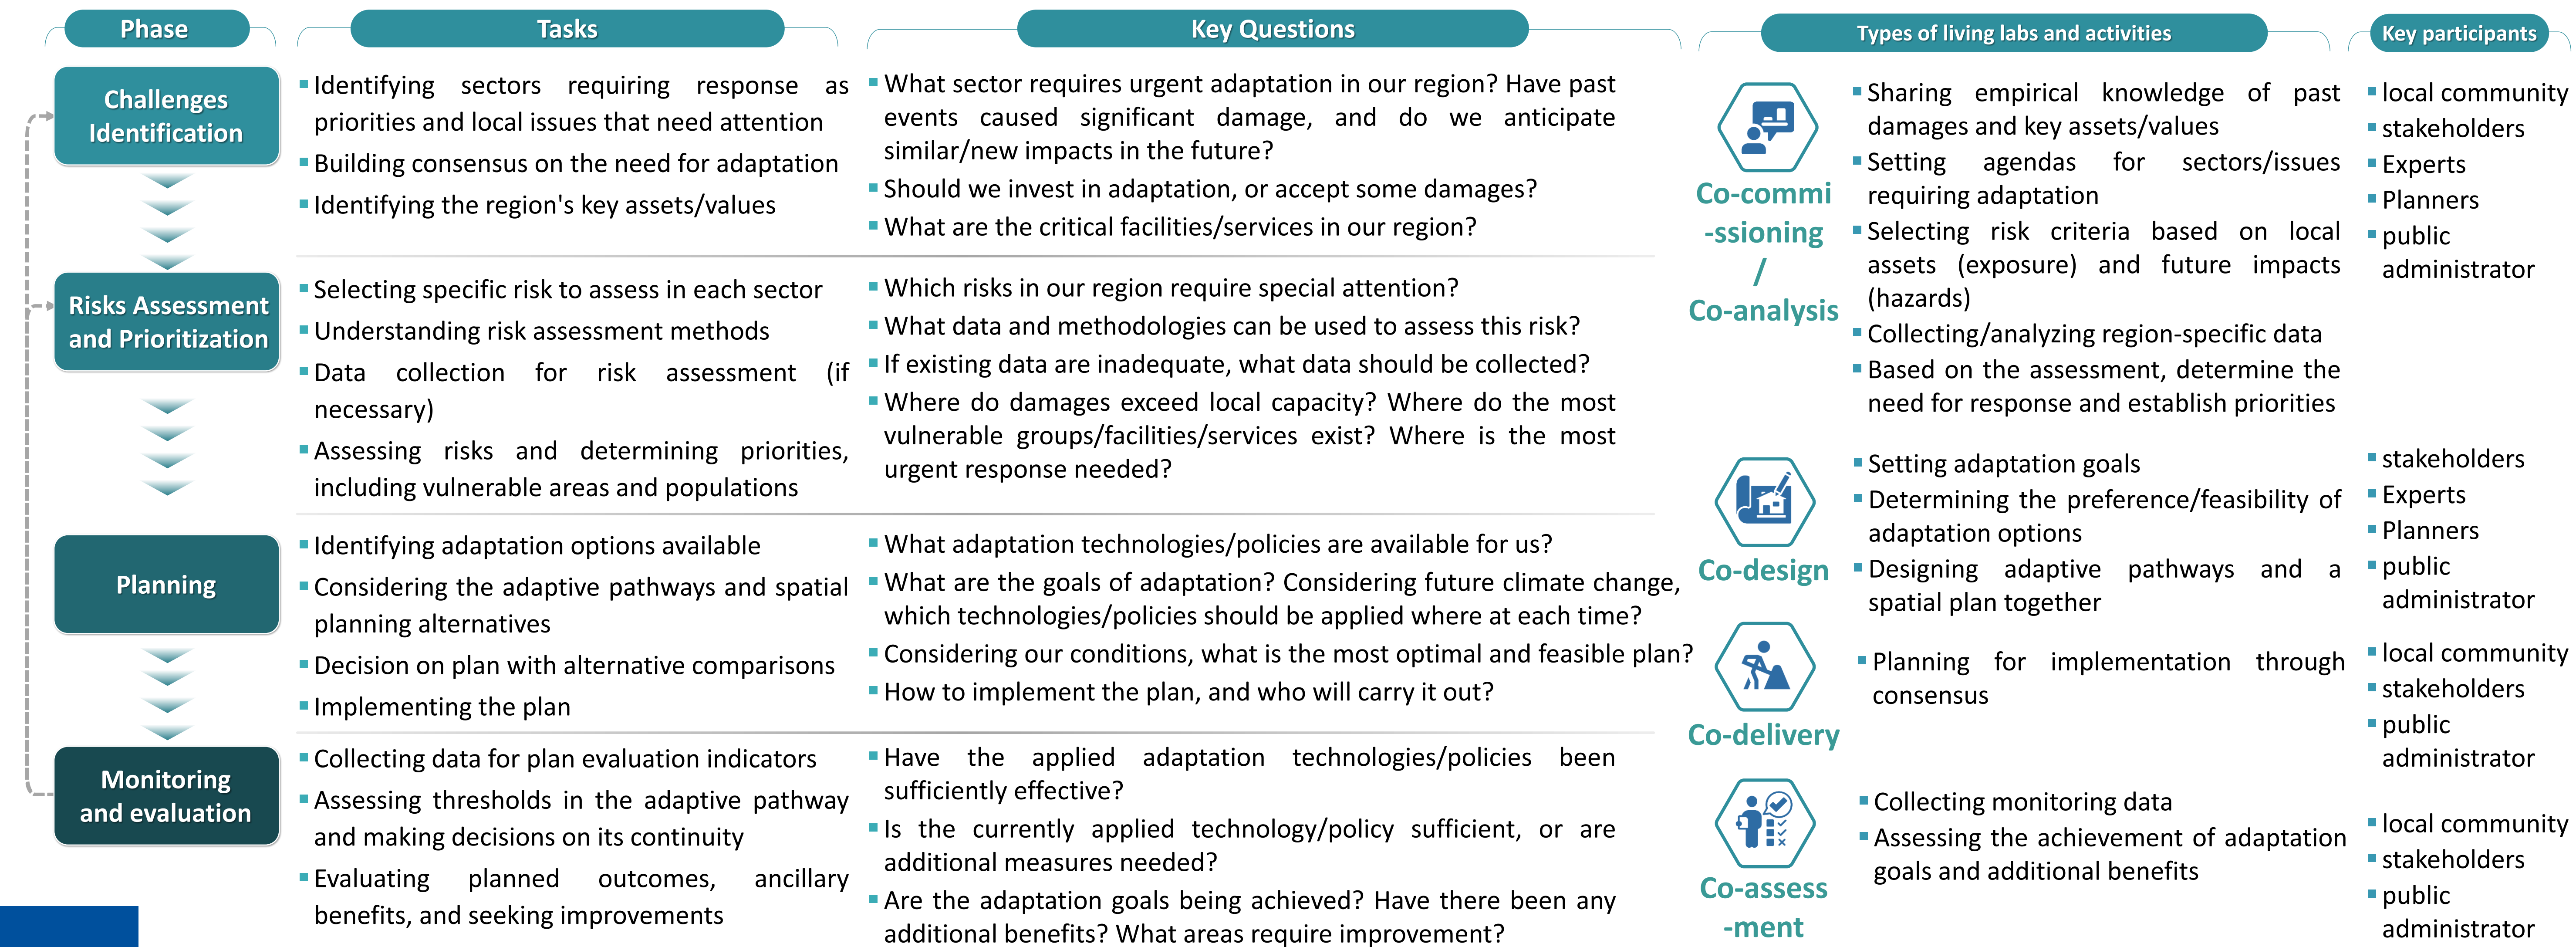 Phase
Tasks
Key Questions
Types of living labs and activities
Key participants
Challenges
Identification
Identifying sectors requiring response as
priorities and local issues that need attention
Building consensus on the need for adaptation
Identifying the region's key assets/values
What sector requires urgent adaptation in our region? Have past
events caused significant damage, and do we anticipate
similar/new impacts in the future?
Should we invest in adaptation, or accept some damages?
What are the critical facilities/services in our region?
Risks Assessment
and Prioritization
Selecting specific risk to assess in each sector
Understanding risk assessment methods
Data collection for risk assessment (if
necessary)
Assessing risks and determining priorities,
including vulnerable areas and populations
Which risks in our region require special attention?
What data and methodologies can be used to assess this risk?
If existing data are inadequate, what data should be collected?
Where do damages exceed local capacity? Where do the most
vulnerable groups/facilities/services exist? Where is the most
urgent response needed?
Co-commi
-ssioning
/
Co-analysis
Sharing empirical knowledge of past
damages and key assets/values
Setting agendas for sectors/issues
requiring adaptation
Selecting risk criteria based on local
assets (exposure) and future impacts
(hazards)
Collecting/analyzing region-specific data
Based on the assessment, determine the
need for response and establish priorities
local community
stakeholders
Experts
Planners
public
administrator
Planning
Identifying adaptation options available
Considering the adaptive pathways and spatial
planning alternatives
Decision on plan with alternative comparisons
Implementing the plan
What adaptation technologies/policies are available for us?
What are the goals of adaptation? Considering future climate change,
which technologies/policies should be applied where at each time?
Considering our conditions, what is the most optimal and feasible plan?
How to implement the plan, and who will carry it out?
Co-design
Setting adaptation goals
Determining the preference/feasibility of
adaptation options
Designing adaptive pathways and a
spatial plan together
stakeholders
Experts
Planners
public
administrator
Co-delivery
Planning for implementation through
consensus
local community
stakeholders
public
administrator
Monitoring
and evaluation
Collecting data for plan evaluation indicators
Assessing thresholds in the adaptive pathway
and making decisions on its continuity
Evaluating planned outcomes, ancillary
benefits, and seeking improvements
Have the applied adaptation technologies/policies been
sufficiently effective?
Is the currently applied technology/policy sufficient, or are
additional measures needed?
Are the adaptation goals being achieved? Have there been any
additional benefits? What areas require improvement?
Co-assess
-ment
Collecting monitoring data
Assessing the achievement of adaptation
goals and additional benefits
local community
stakeholders
public
administrator